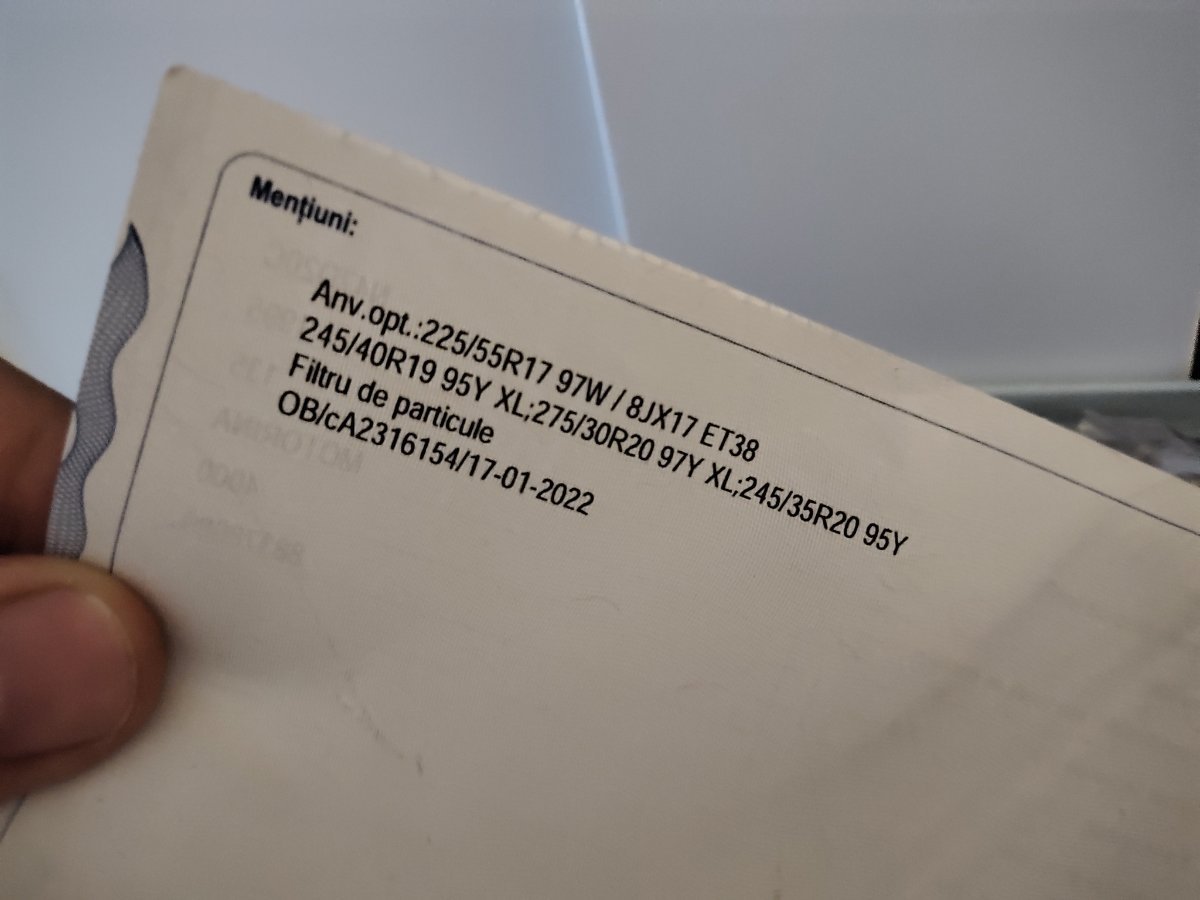 Mențiuni:
Anv.opt.:225/55R17 97W / 8JX17 ET38
245/40R19 95Y XL;275/30R20 97Y XL;245/35R20 95Y
Filtru de particule
OB/cA2316154/17-01-2022